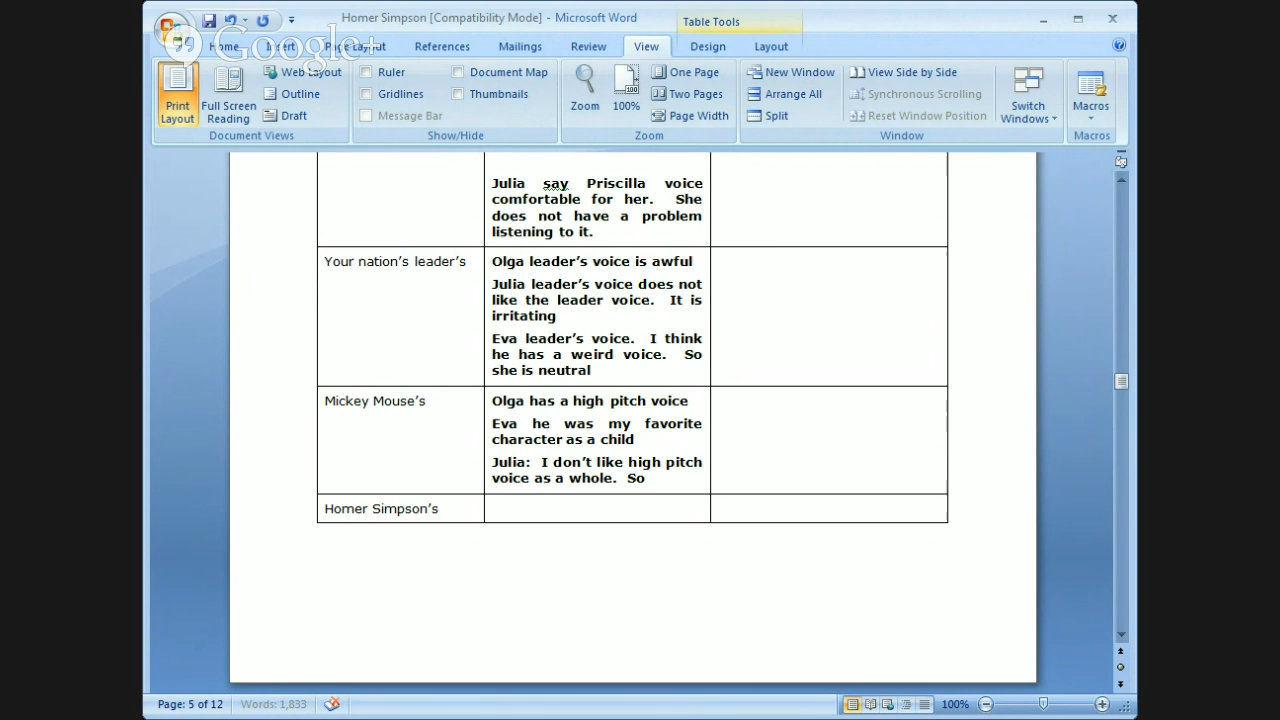 Homer Simpson [Compatibility Mode] - Microsoft Word
Table Tools
Google+
Home Insert Page Layout References Mailings Review View Design Layout
Print Layout
Full Screen Reading
Web Layout
Outline
Draft
Document Views
Ruler
Gridlines
Message Bar
Document Map
Thumbnails
Show/Hide
Zoom
100%
One Page
Two Pages
Page Width
Zoom
New Window
Arrange All
Split
View Side by Side
Synchronous Scrolling
Reset Window Position
Switch Windows
Window
Macros
Macros
Julia say Priscilla voice
comfortable for her. She
does not have a problem
listening to it.
Your nation's leader's
Olga leader's voice is awful
Julia leader's voice does not
like the leader voice. It is
irritating
Eva leader's voice. I think
he has a weird voice. So
she is neutral
Mickey Mouse's
Olga has a high pitch voice
Eva he was my favorite
character as a child
Julia: I don't like high pitch
voice as a whole. So
Homer Simpson's
Page: 5 of 12
Words: 1,833
100%